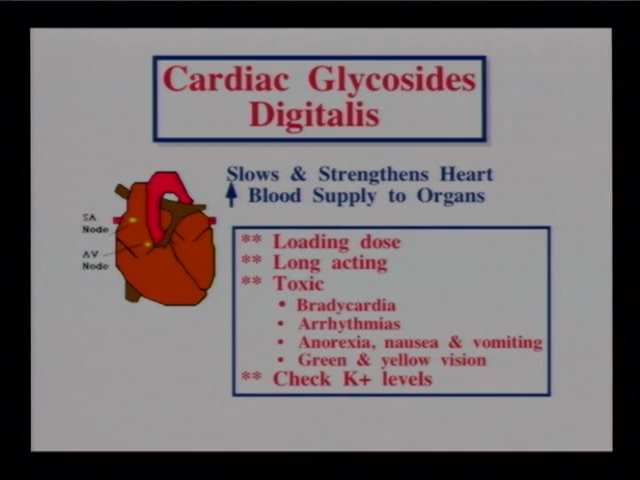 Cardiac Glycosides
Digitalis
Slows & Strengthens Heart
Blood Supply to Organs
SA
Node
AV
Node
** Loading dose
** Long acting
** Toxic
• Bradycardia
• Arrhythmias
• Anorexia, nausea & vomiting
• Green & yellow vision
** Check K+ levels